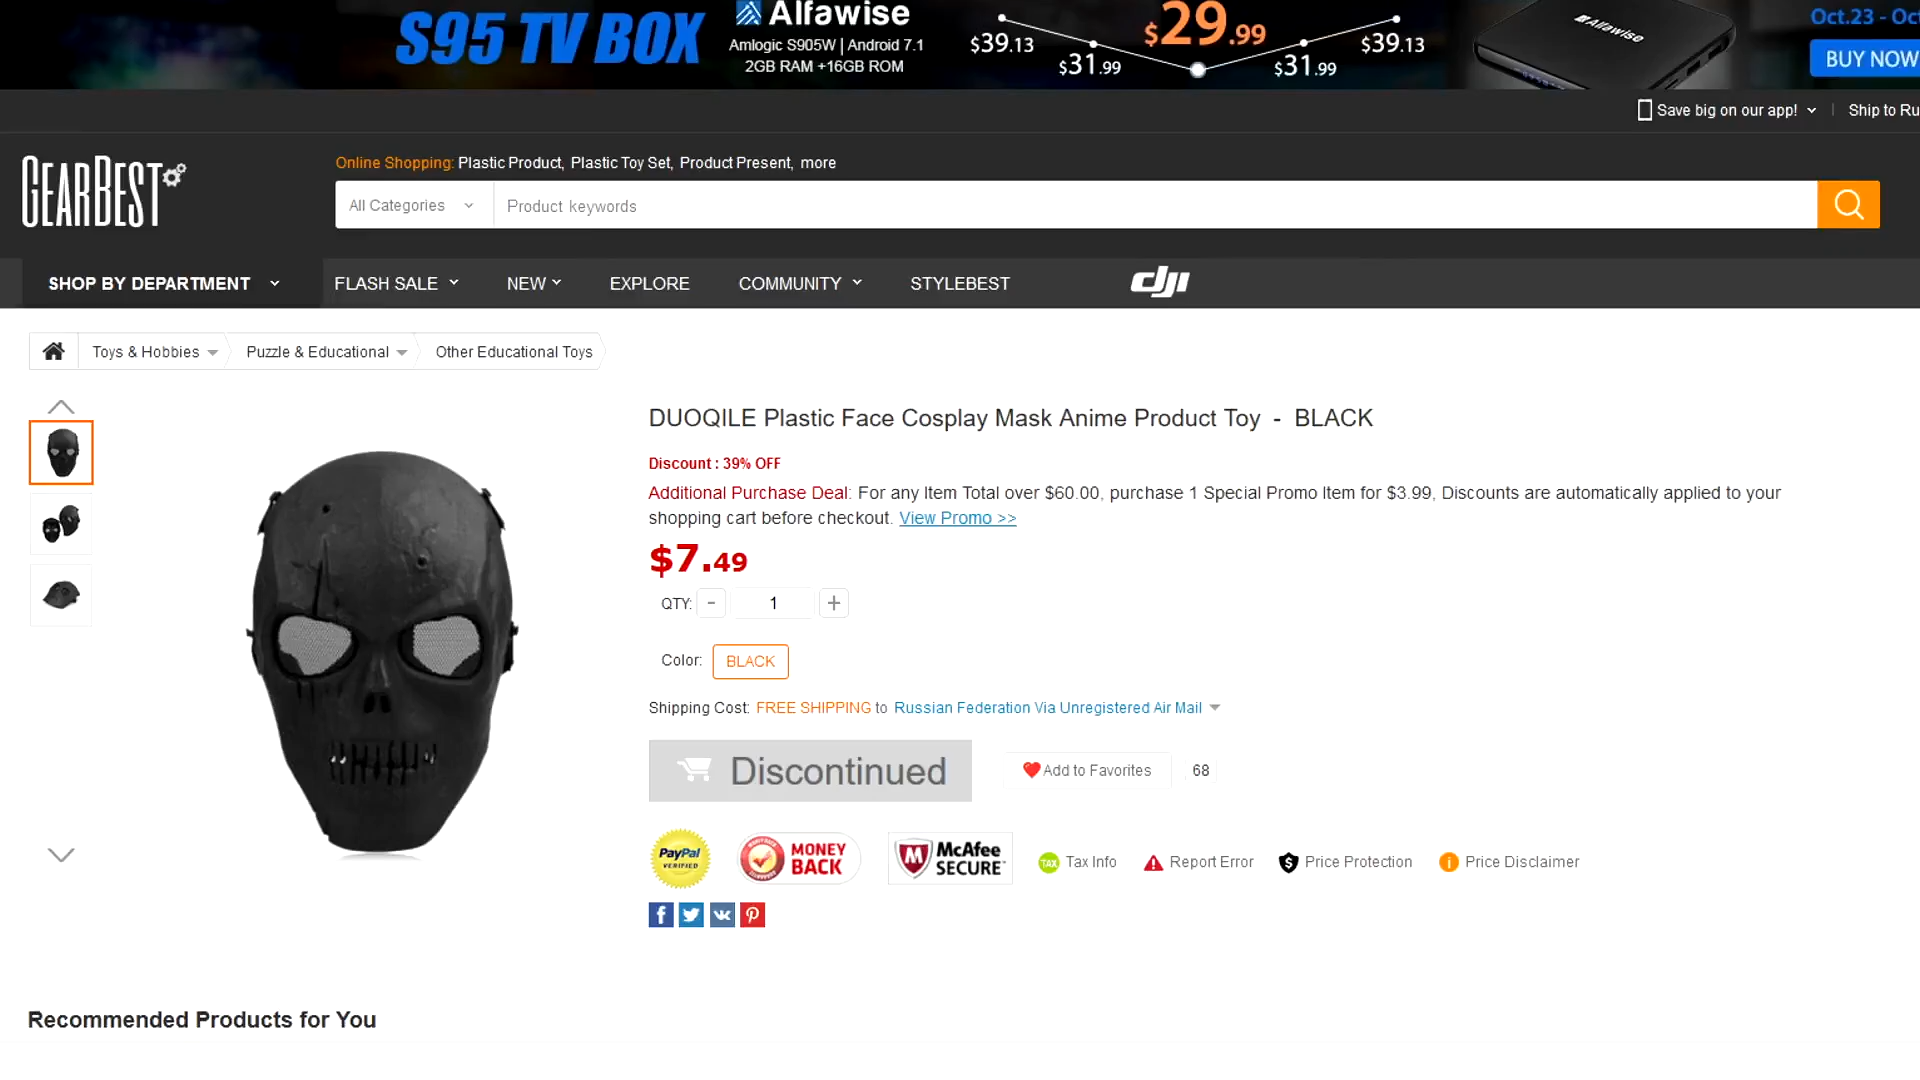 S95 TV BOX
Alfawise
Amlogic S905W | Android 7.1
2GB RAM +16GB ROM
$39.13
$31.99
$29.99
$31.99
$39.13
Alfawise
Oct.23 - Oc
BUY NOW
Save big on our app!
Ship to Ru
GEARBEST
Online Shopping: Plastic Product, Plastic Toy Set, Product Present, more
All Categories
Product keywords
SHOP BY DEPARTMENT
FLASH SALE
NEW
EXPLORE
COMMUNITY
STYLEBEST
dji
Toys & Hobbies
Puzzle & Educational
Other Educational Toys
DUOQILE Plastic Face Cosplay Mask Anime Product Toy - BLACK
Discount : 39% OFF
Additional Purchase Deal: For any Item Total over $60.00, purchase 1 Special Promo Item for $3.99, Discounts are automatically applied to your
shopping cart before checkout. View Promo >>
$7.49
QTY: - 1 +
Color: BLACK
Shipping Cost: FREE SHIPPING to Russian Federation Via Unregistered Air Mail
Discontinued
Add to Favorites
68
PayPal
VERIFIED
MONEY
BACK
McAfee
SECURE
TAX
Tax Info
Report Error
Price Protection
Price Disclaimer
Recommended Products for You